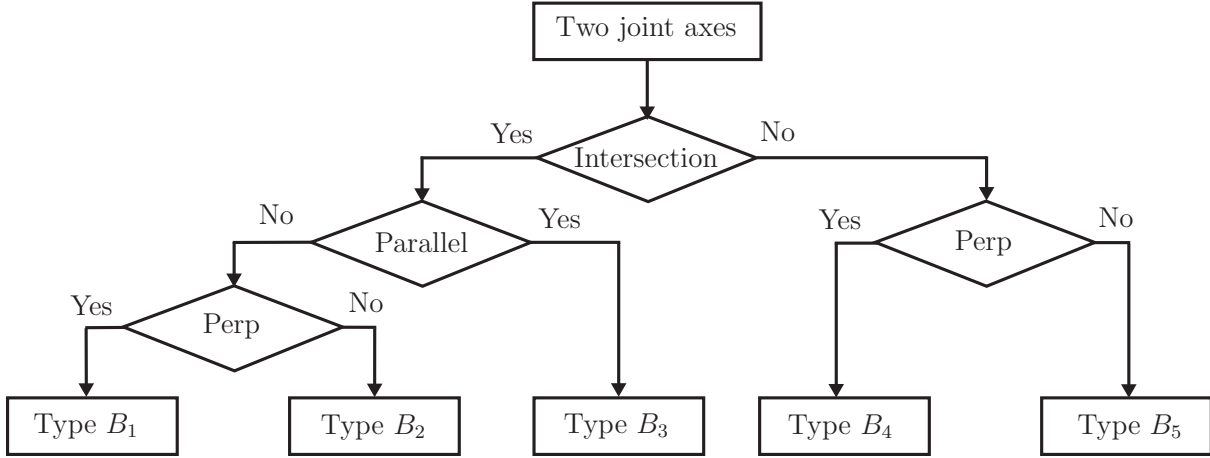 Two joint axes
Yes
No
Intersection
No
Yes
Yes
No
Parallel
Perp
Yes
No
Perp
Type B₁
Type B₂
Type B₃
Type B₄
Type B₅